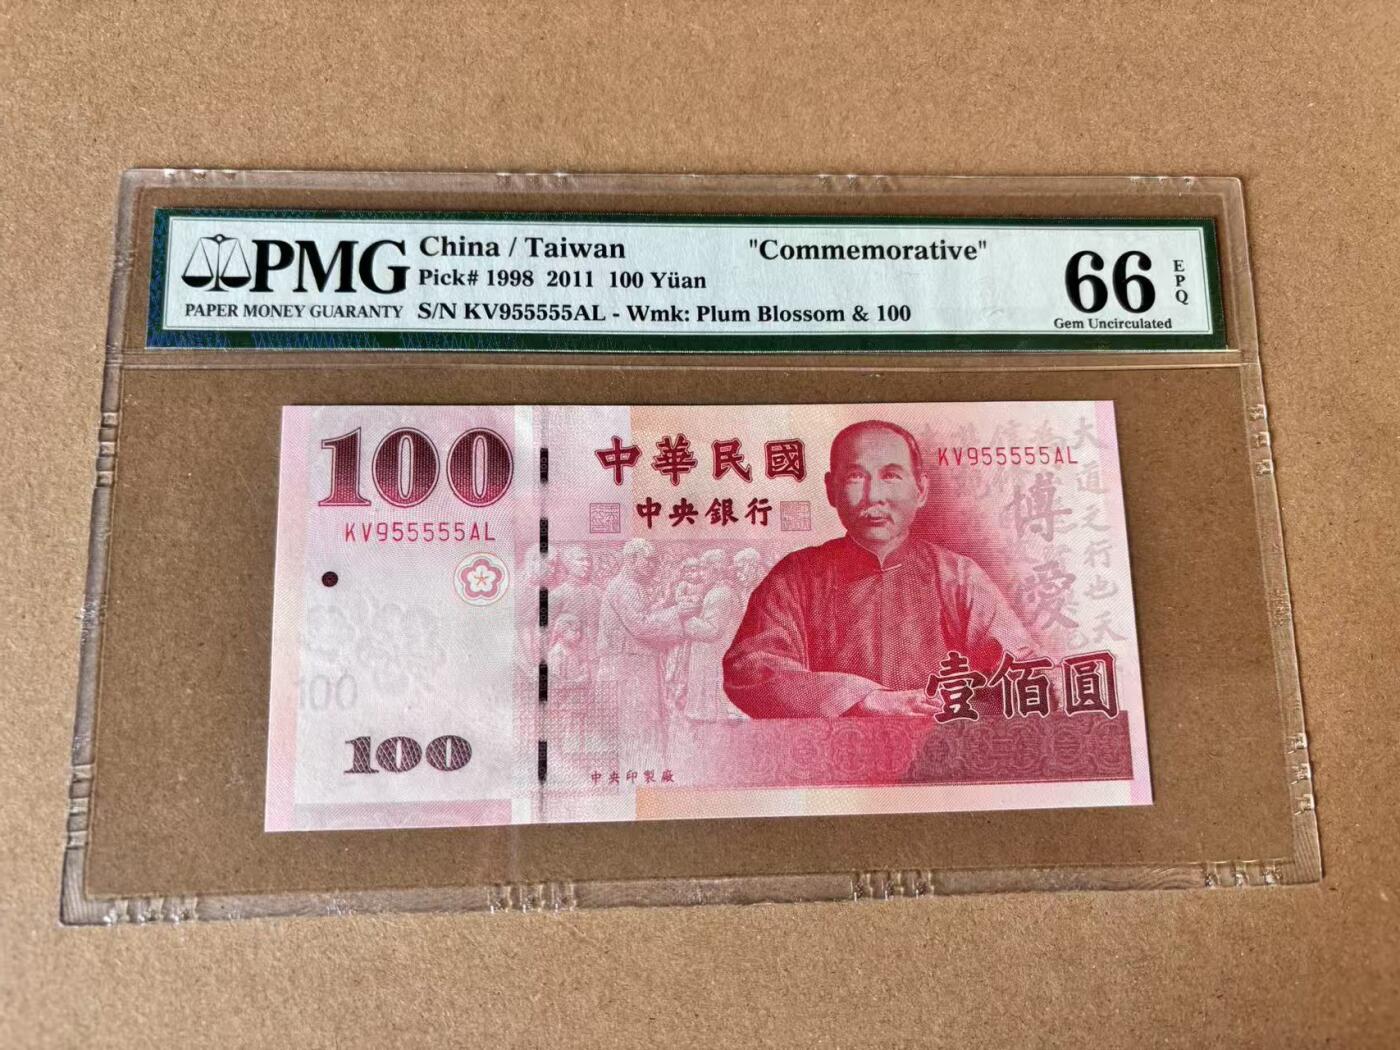 PMG
PAPER MONEY GUARANTY
China / Taiwan "Commemorative"
Pick# 1998 2011 100 Yüan
S/N KV955555AL - Wmk: Plum Blossom & 100
66
EPQ
Gem Uncirculated
100
KV955555AL
中華民國
中央銀行
KV955555AL
博愛
大道之行也天
100
100
壹佰圓
中央印製廠